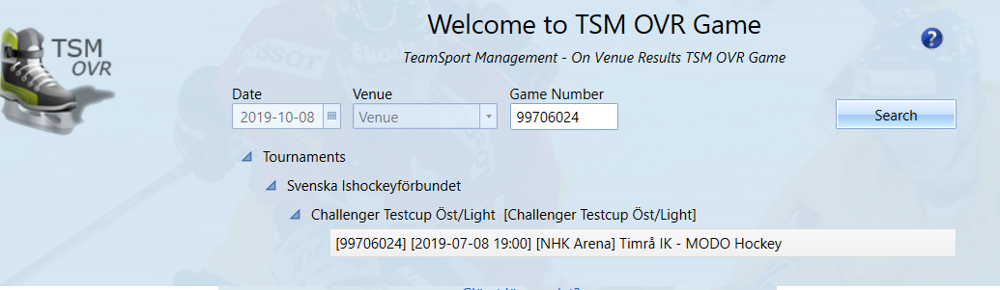 Welcome to TSM OVR Game
TSM
OVR
TeamSport Management - On Venue Results TSM OVR Game
?
TISSOT
Date
Venue
Game Number
2019-10-08
Venue
99706024
Search
Tournaments
Svenska Ishockeyförbundet
Challenger Testcup Öst/Light [Challenger Testcup Öst/Light]
[99706024] [2019-07-08 19:00] [NHK Arena] Timrå IK - MODO Hockey